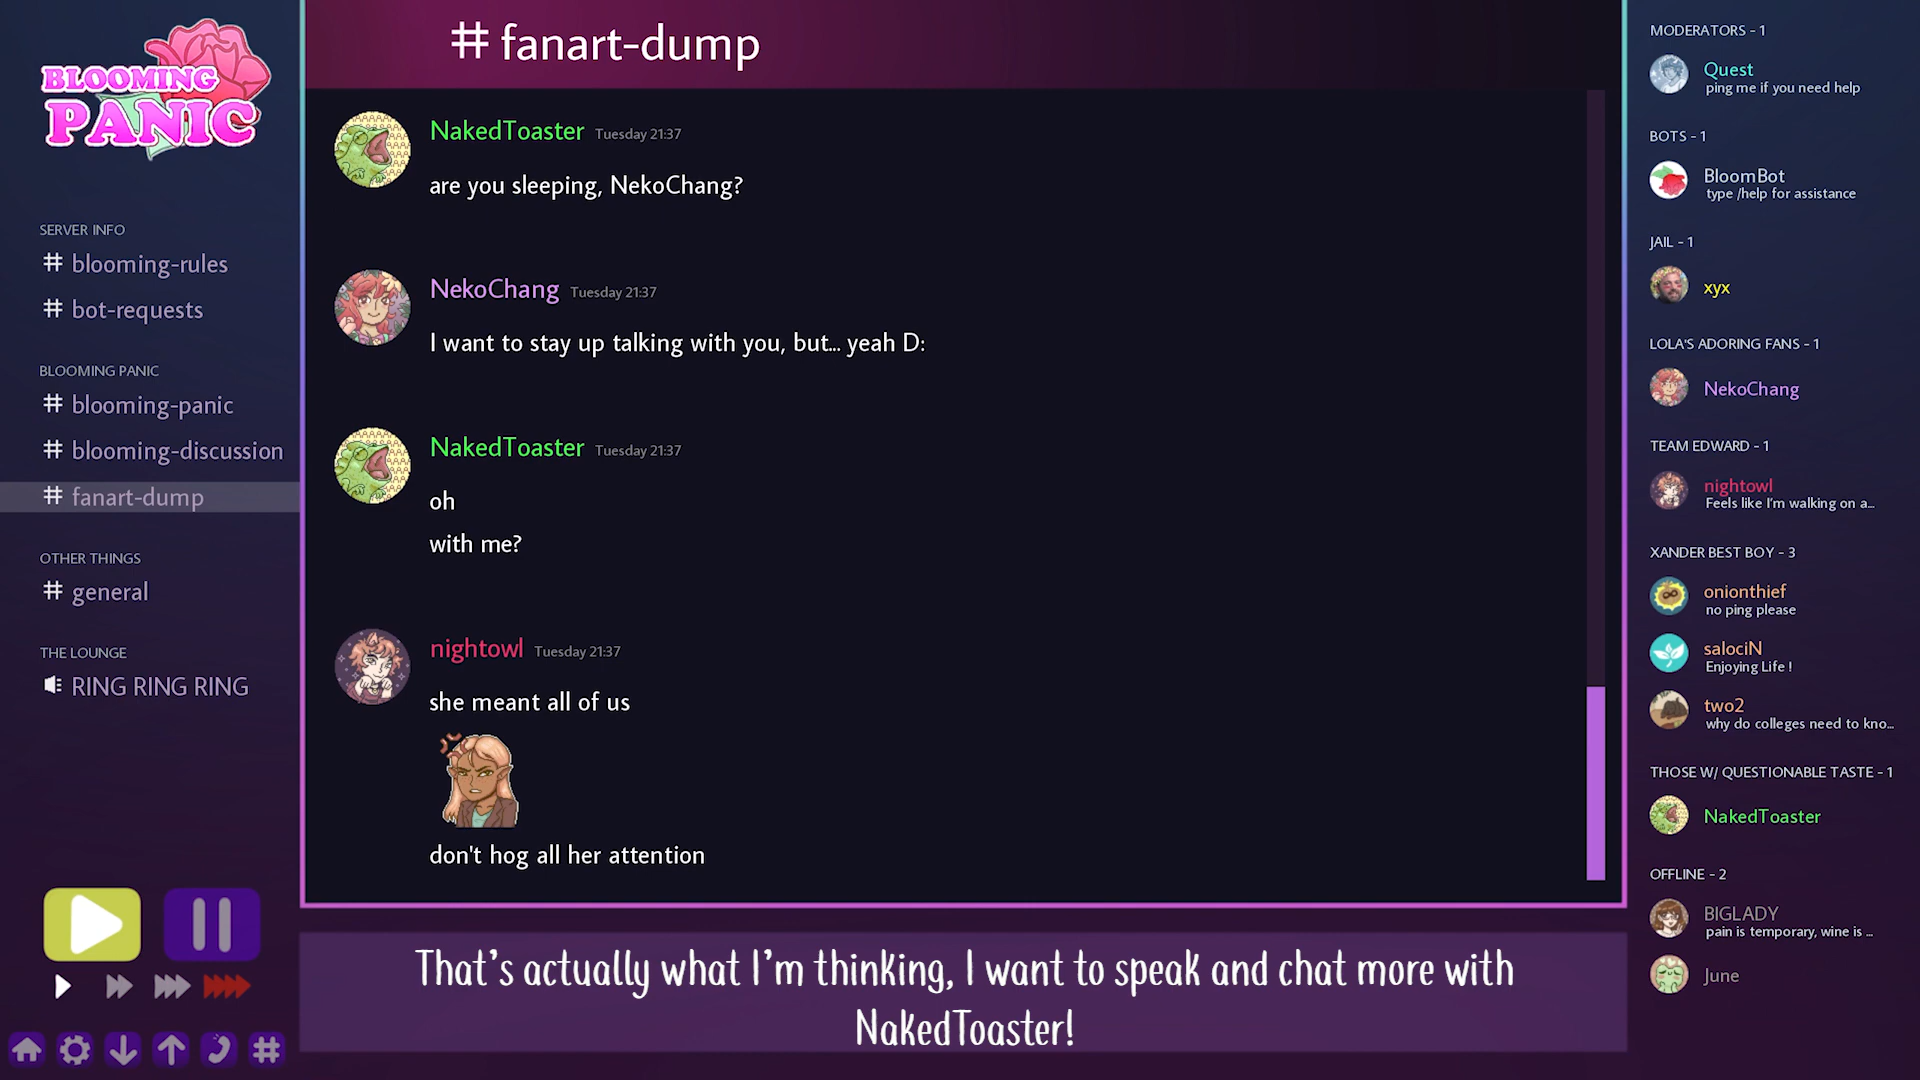 BLOOMING
PANIC
SERVER INFO
# blooming-rules
# bot-requests
BLOOMING PANIC
# blooming-panic
# blooming-discussion
# fanart-dump
OTHER THINGS
# general
THE LOUNGE
RING RING RING
# fanart-dump
NakedToaster Tuesday 21:37
are you sleeping, NekoChang?
NekoChang Tuesday 21:37
I want to stay up talking with you, but... yeah D:
NakedToaster Tuesday 21:37
oh
with me?
nightowl Tuesday 21:37
she meant all of us
don't hog all her attention
That's actually what I'm thinking, I want to speak and chat more with
NakedToaster!
MODERATORS - 1
Quest
ping me if you need help
BOTS - 1
BloomBot
type /help for assistance
JAIL - 1
xyx
LOLA'S ADORING FANS - 1
NekoChang
TEAM EDWARD - 1
nightowl
Feels like I'm walking on a...
XANDER BEST BOY - 3
onionthief
no ping please
salociN
Enjoying Life !
two2
why do colleges need to kno...
THOSE W/ QUESTIONABLE TASTE - 1
NakedToaster
OFFLINE - 2
BIGLADY
pain is temporary, wine is ...
June